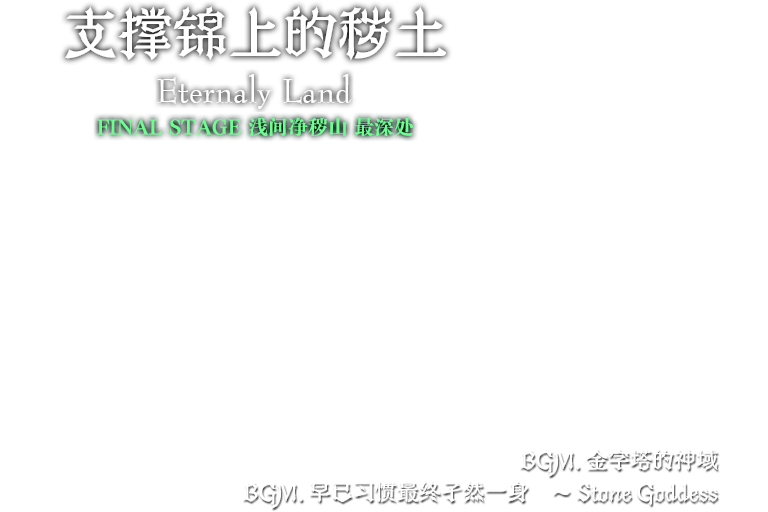 支撑锦上的秽土
Eternaly Land
FINAL STAGE 浅间净秽山 最深处
BGM. 金字塔的神域
BGM. 早已习惯最终孑然一身 ～ Stone Goddess